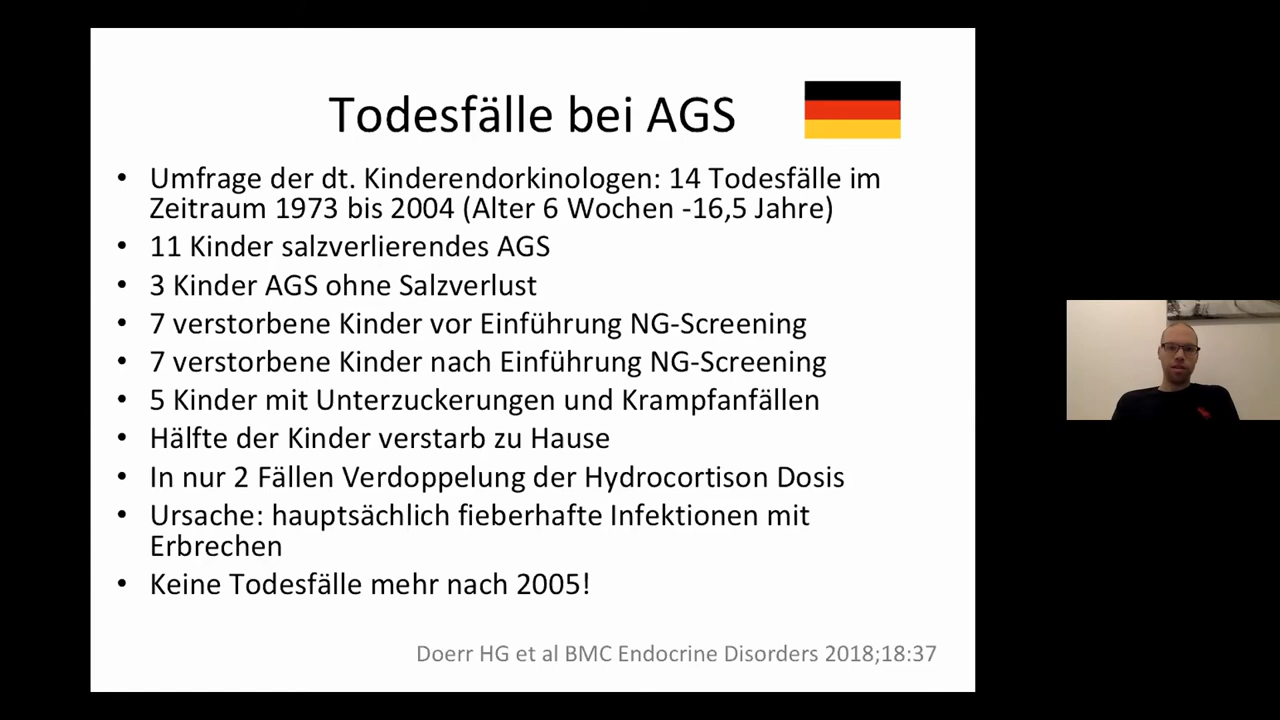 Todesfälle bei AGS
• Umfrage der dt. Kinderendorkinologen: 14 Todesfälle im
Zeitraum 1973 bis 2004 (Alter 6 Wochen -16,5 Jahre)
• 11 Kinder salzverlierendes AGS
• 3 Kinder AGS ohne Salzverlust
• 7 verstorbene Kinder vor Einführung NG-Screening
• 7 verstorbene Kinder nach Einführung NG-Screening
• 5 Kinder mit Unterzuckerungen und Krampfanfällen
• Hälfte der Kinder verstarb zu Hause
• In nur 2 Fällen Verdoppelung der Hydrocortison Dosis
• Ursache: hauptsächlich fieberhafte Infektionen mit
Erbrechen
• Keine Todesfälle mehr nach 2005!
Doerr HG et al BMC Endocrine Disorders 2018;18:37